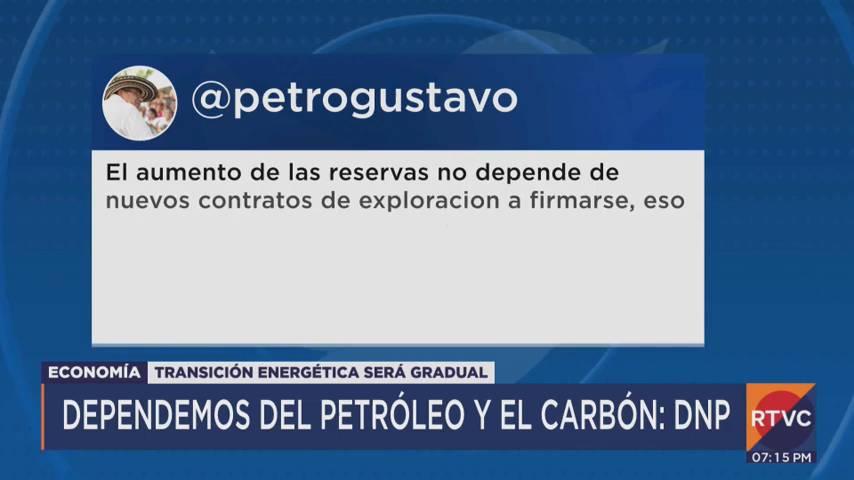 @petrogustavo
El aumento de las reservas no depende de
nuevos contratos de exploracion a firmarse, eso
ECONOMÍA TRANSICIÓN ENERGÉTICA SERÁ GRADUAL
DEPENDEMOS DEL PETRÓLEO Y EL CARBÓN: DNP
RTVC
07:15 PM